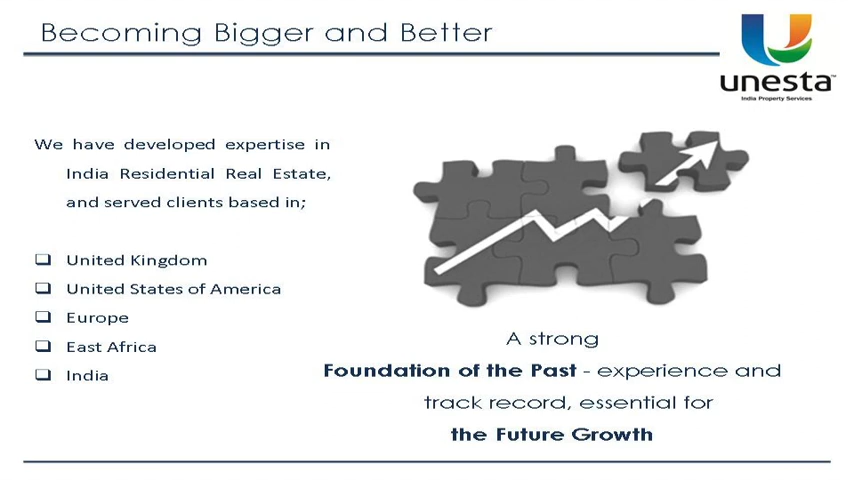 Becoming Bigger and Better
unesta™
India Property Services
We have developed expertise in
India Residential Real Estate,
and served clients based in;
❑ United Kingdom
❑ United States of America
❑ Europe
❑ East Africa
❑ India
A strong
Foundation of the Past - experience and
track record, essential for
the Future Growth